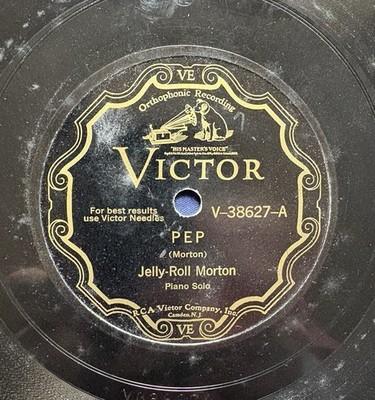 VE
Orthophonic Recording
"HIS MASTER'S VOICE"
VICTOR
For best results
use Victor Needles
V-38627-A
PEP
(Morton)
Jelly-Roll Morton
Piano Solo
RCA Victor Company, Inc.
Camden, N.J.
VE